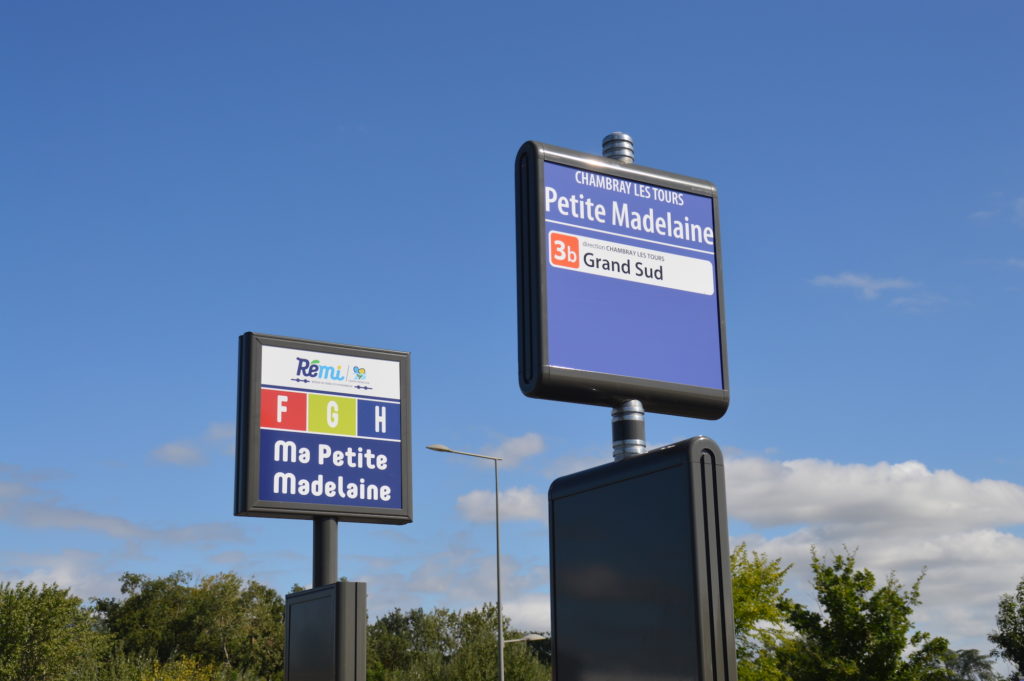 CHAMBRAY LES TOURS
Petite Madelaine
3b
direction CHAMBRAY LES TOURS
Grand Sud
Rémi
F G H
Ma Petite
Madelaine